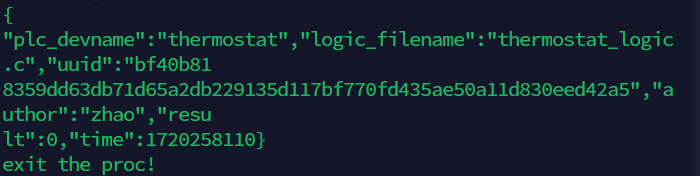 {
"plc_devname":"thermostat","logic_filename":"thermostat_logic
.c","uuid":"bf40b81
8359dd63db71d65a2db229135d117bf770fd435ae50a11d830eed42a5","a
uthor":"zhao","resu
lt":0,"time":1720258110}
exit the proc!